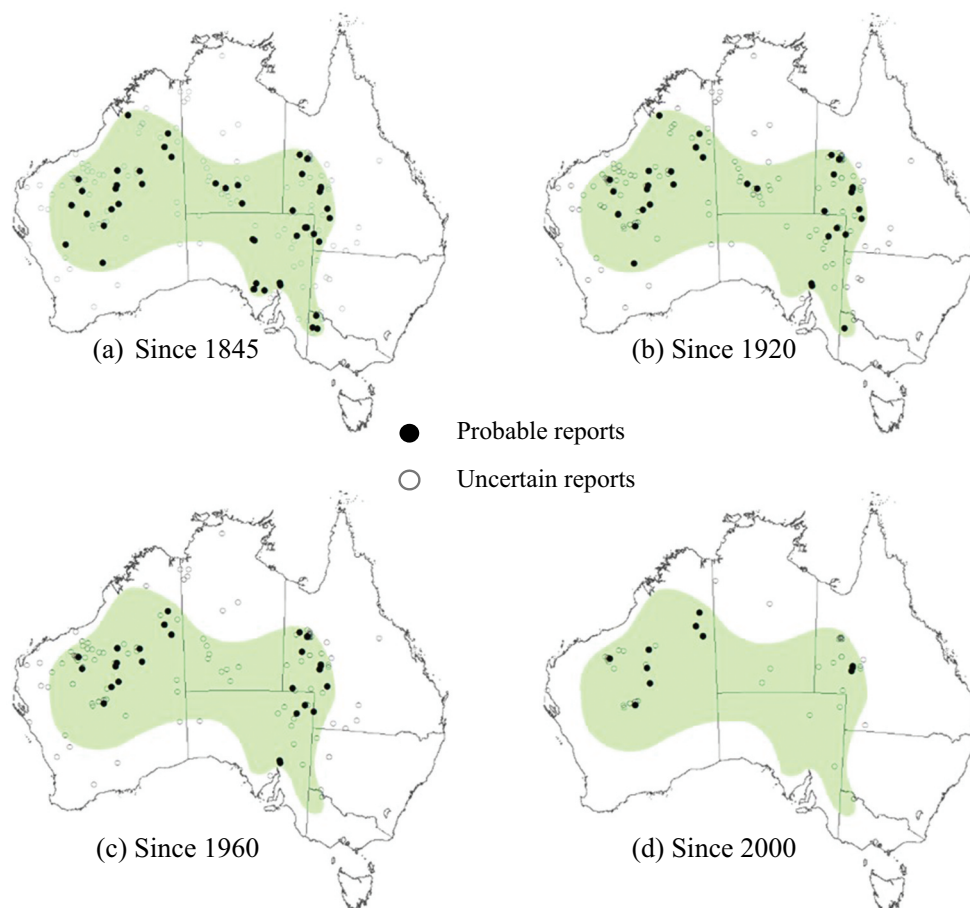 (a) Since 1845
(b) Since 1920
Probable reports
Uncertain reports
(c) Since 1960
(d) Since 2000